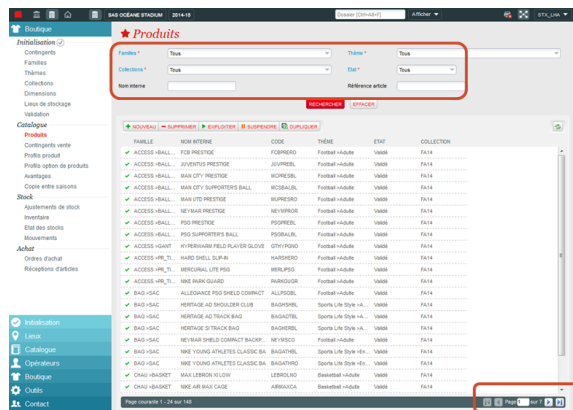 SAS OCÉANE STADIUM 2014-15 Dossier [Ctrl+Alt+F] Afficher STX_LHA
Boutique
Initialisation
Contingents
Familles
Thèmes
Collections
Dimensions
Lieux de stockage
Validation
Catalogue
Produits
Contingents vente
Profils produit
Profils option de produits
Avantages
Copie entre saisons
Stock
Ajustements de stock
Inventaire
Etat des stocks
Mouvements
Achat
Ordres d'achat
Réceptions d'articles
Initialisation
Lieux
Catalogue
Opérateurs
Boutique
Outils
Contact
Produits
Familles * Tous Thème * Tous
Collections * Tous Etat * Tous
Nom interne Référence article
RECHERCHER EFFACER
NOUVEAU SUPPRIMER EXPLOITER SUSPENDRE DUPLIQUER
FAMILLE NOM INTERNE CODE THÈME ETAT COLLECTION
ACCESS >BALL... FCB PRESTIGE FCBPRERO Football >Adulte Validé FA14
ACCESS >BALL... JUVENTUS PRESTIGE JUVPREBL Football >Adulte Validé FA14
ACCESS >BALL... MAN CITY PRESTIGE MCPRESBL Football >Adulte Validé FA14
ACCESS >BALL... MAN CITY SUPPORTER'S BALL MCSBALBL Football >Adulte Validé FA14
ACCESS >BALL... MAN UTD PRESTIGE MUPRESRO Football >Adulte Validé FA14
ACCESS >BALL... NEYMAR PRESTIGE NEYMPRGR Football >Adulte Validé FA14
ACCESS >BALL... PSG PRESTIGE PSGPREBL Football >Adulte Validé FA14
ACCESS >BALL... PSG SUPPORTER'S BALL PSGBALBL Football >Adulte Validé FA14
ACCESS >GANT HYPERWARM FIELD PLAYER GLOVE GTHYPGNO Football >Adulte Validé FA14
ACCESS >PR_TI... HARD SHELL SLIP-IN HARSHERO Football >Adulte Validé FA14
ACCESS >PR_TI... MERCURIAL LITE PSG MERLIPSG Football >Adulte Validé FA14
ACCESS >PR_TI... NIKE PARK GUARD PARKGUGR Football >Adulte Validé FA14
BAG >SAC ALLEGIANCE PSG SHIELD COMPACT ALLPSGBL Football >Adulte Validé FA14
BAG >SAC HERITAGE AD SHOULDER CLUB BAGHSHBL Sports Life Style >A... Validé FA14
BAG >SAC HERITAGE AD TRACK BAG BAGADTBL Sports Life Style >A... Validé FA14
BAG >SAC HERITAGE SI TRACK BAG BAGHERBL Sports Life Style >A... Validé FA14
BAG >SAC NEYMAR SHIELD COMPACT BACKP... NEYMSCO Football >Adulte Validé FA14
BAG >SAC NIKE YOUNG ATHLETES CLASSIC BA BAGATHBL Sports Life Style >En... Validé FA14
BAG >SAC NIKE YOUNG ATHLETES CLASSIC BA BAGATHRO Sports Life Style >En... Validé FA14
CHAU >BASKET MAX LEBRON XI LOW LEBROLNO Basketball >Adulte Validé FA14
CHAU >BASKET NIKE AIR MAX CAGE AIRMAXCA Basketball >Adulte Validé FA14
Page courante 1 - 24 sur 148 Page 1 sur 7